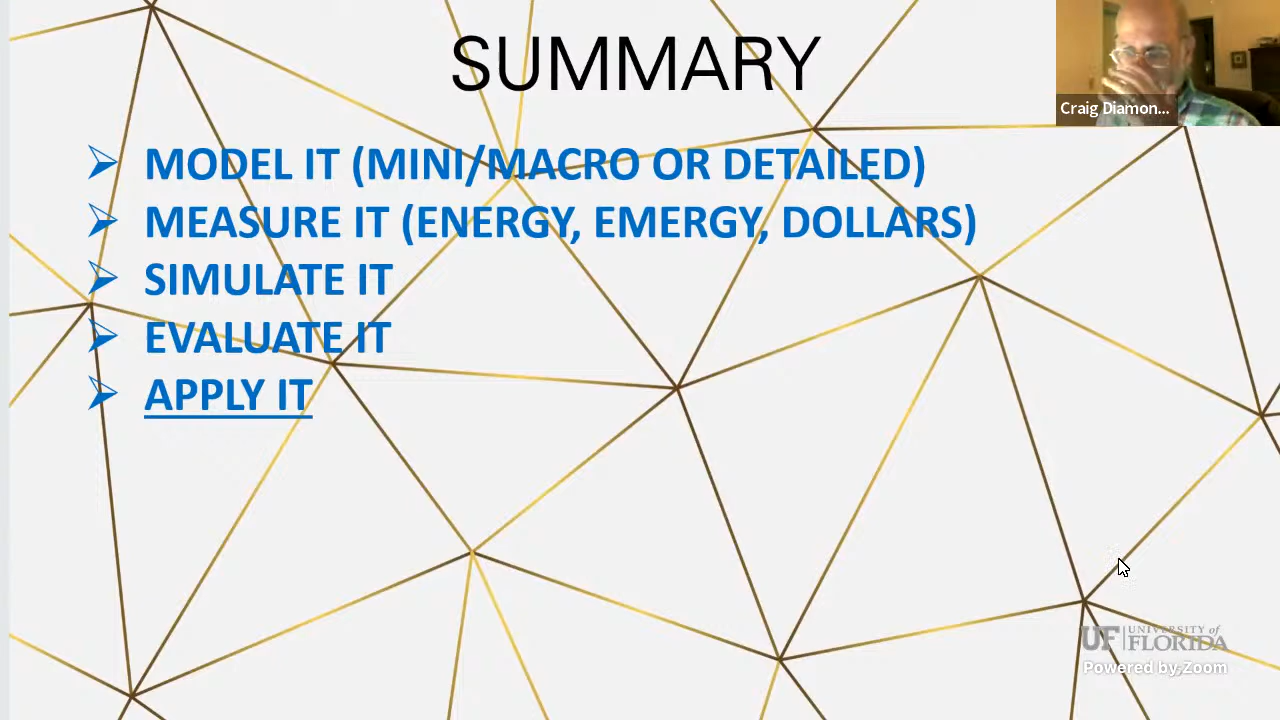 SUMMARY
Craig Diamon...
➢ MODEL IT (MINI/MACRO OR DETAILED)
➢ MEASURE IT (ENERGY, EMERGY, DOLLARS)
➢ SIMULATE IT
➢ EVALUATE IT
➢ APPLY IT
UF UNIVERSITY of
FLORIDA
Powered by Zoom